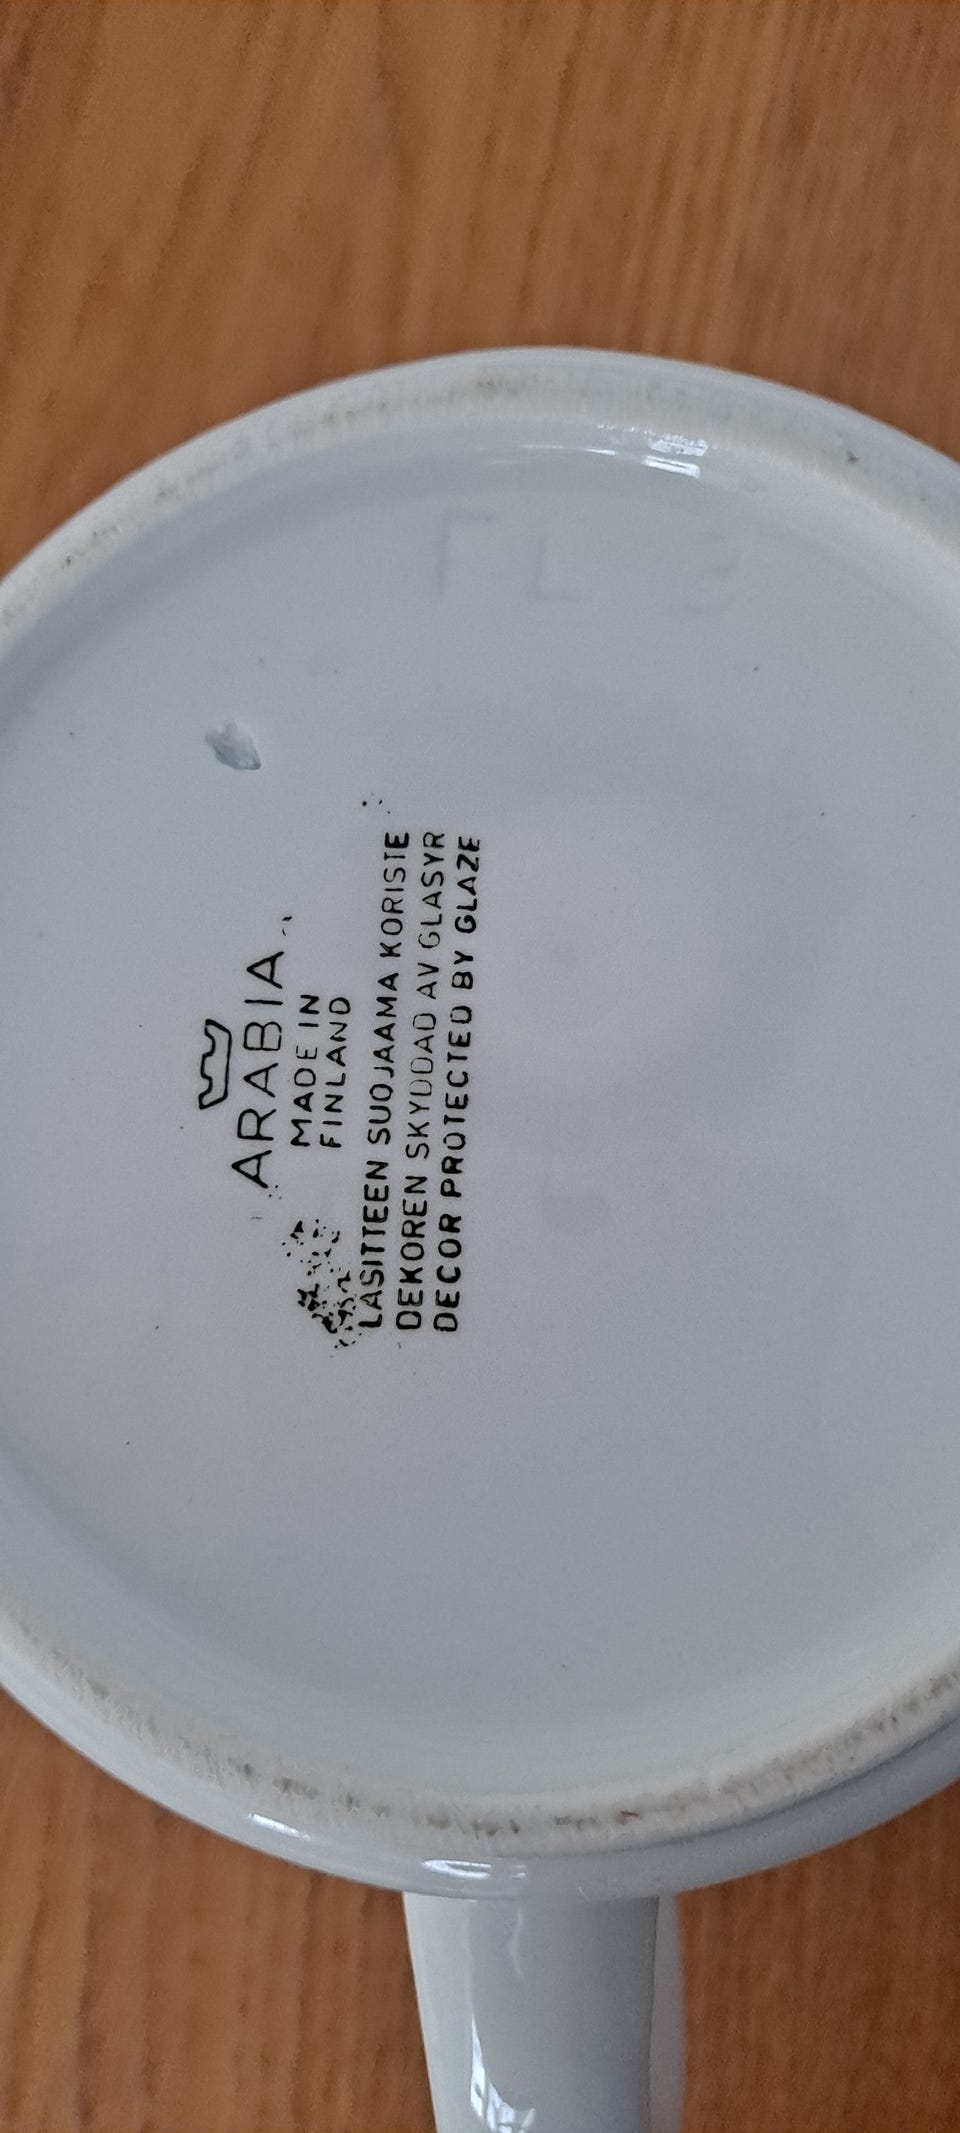 ARABIA
MADE IN
FINLAND
LASITTEEN SUOJAAMA KORISTE
DEKOREN SKYDDAD AV GLASYR
DECOR PROTECTED BY GLAZE